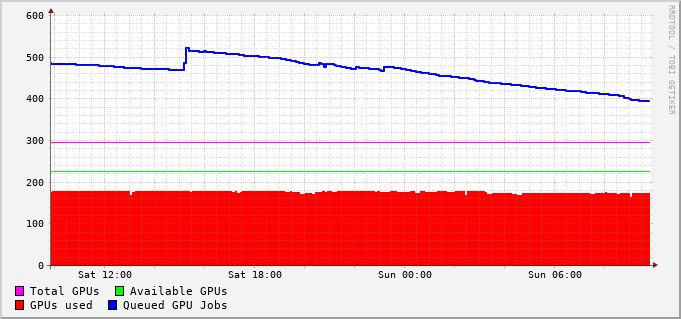 600
500
400
300
200
100
0
Sat 12:00 Sat 18:00 Sun 00:00 Sun 06:00
Total GPUs Available GPUs
GPUs used Queued GPU Jobs
RRDTOOL / TOBI OETIKER